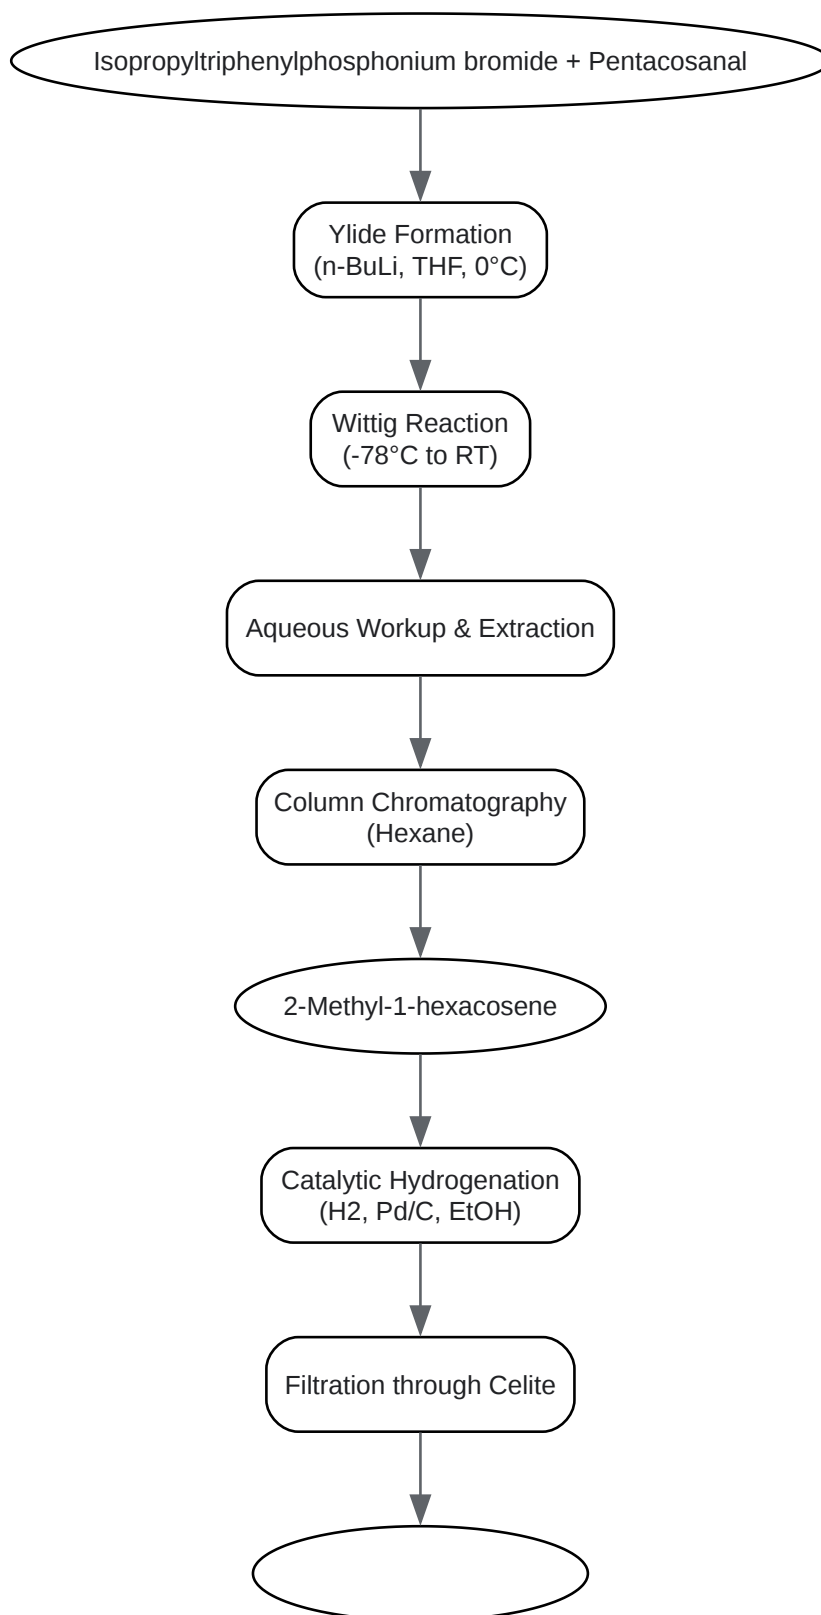 Isopropyltriphenylphosphonium bromide + Pentacosanal
Ylide Formation
(n-BuLi, THF, 0°C)
Wittig Reaction
(-78°C to RT)
Aqueous Workup & Extraction
Column Chromatography
(Hexane)
2-Methyl-1-hexacosene
Catalytic Hydrogenation
(H2, Pd/C, EtOH)
Filtration through Celite